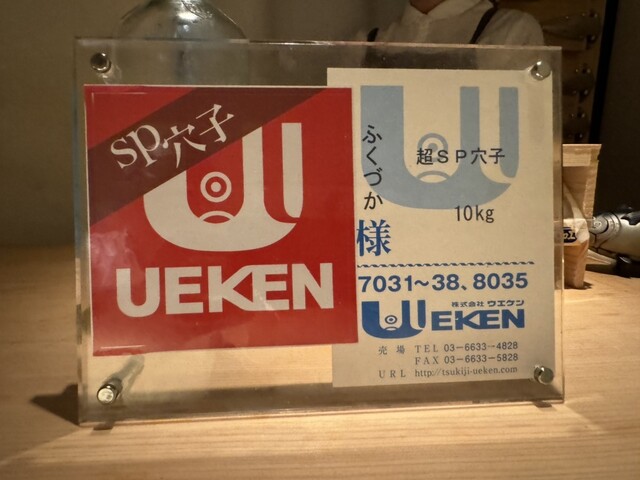 sp穴子
UEKEN
ふくづか様
超SP穴子
10kg
7031〜38、8035
株式会社 ウエケン
UEKEN
売場 TEL 03-6633-4828
FAX 03-6633-5828
URL http://tsukiji-ueken.com